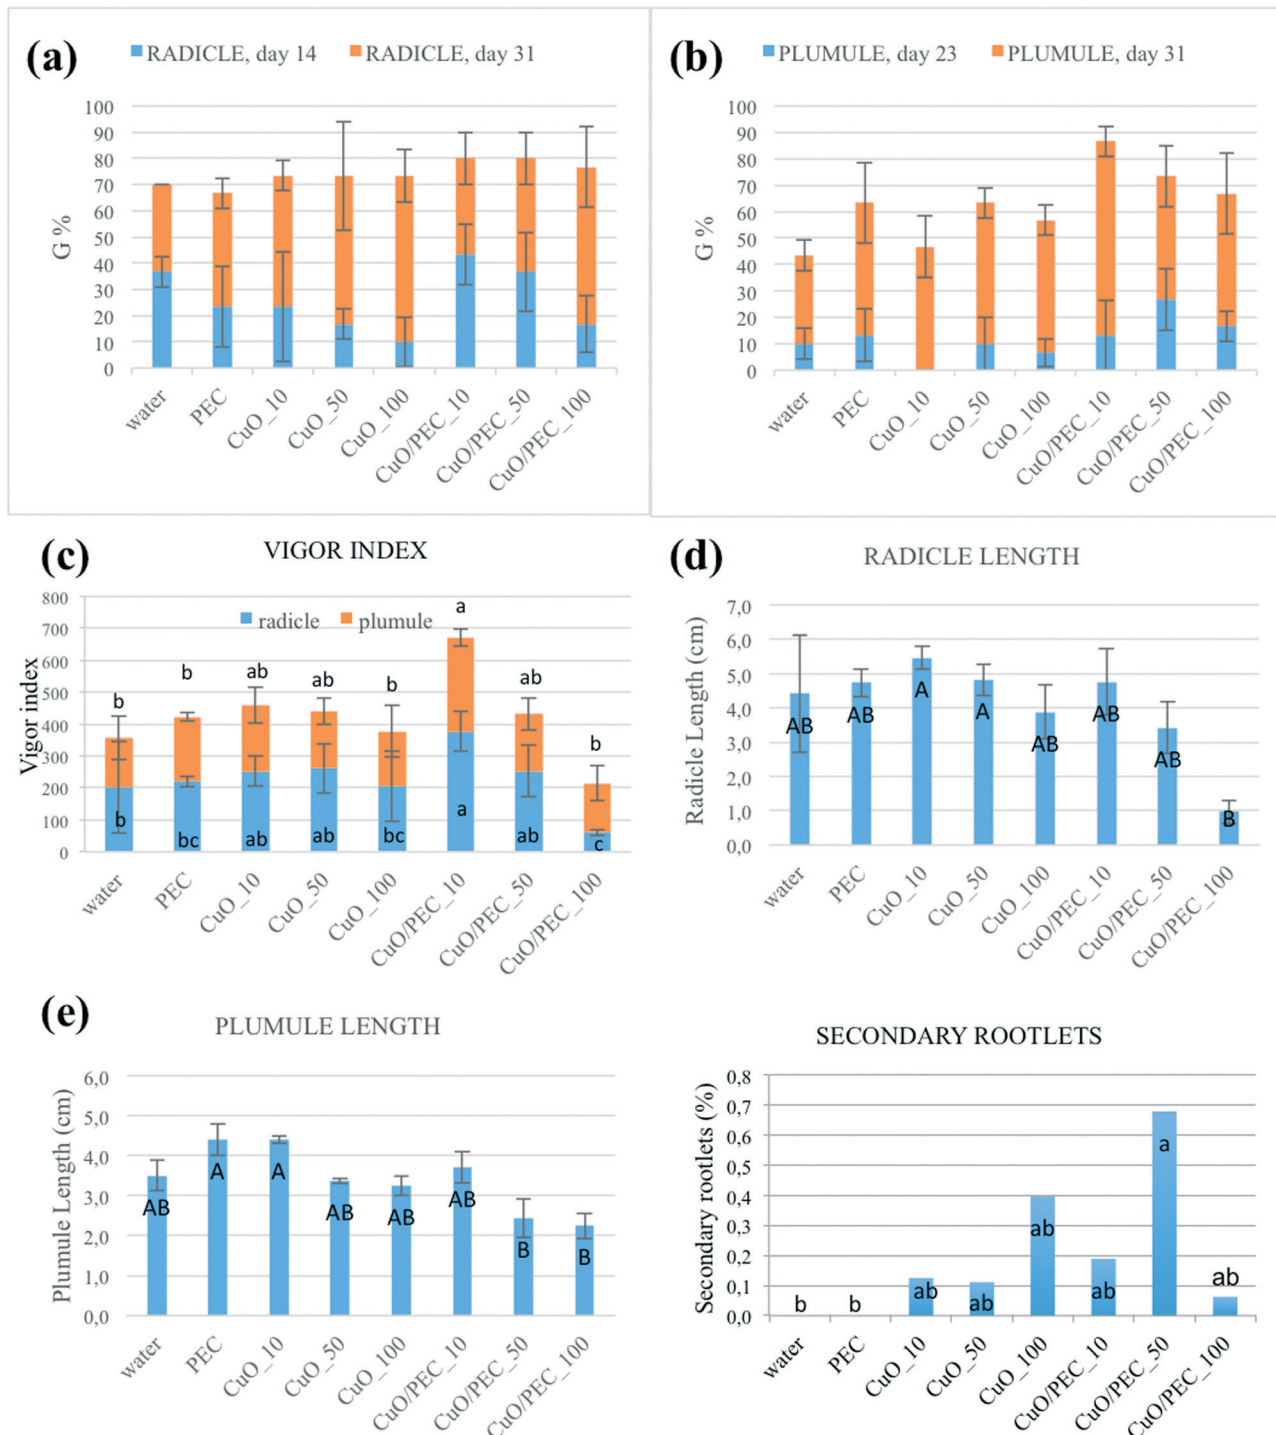 (a)
RADICLE, day 14 RADICLE, day 31
G %
100
90
80
70
60
50
40
30
20
10
0
water PEC CuO_10 CuO_50 CuO_100 CuO/PEC_10 CuO/PEC_50 CuO/PEC_100
(b)
PLUMULE, day 23 PLUMULE, day 31
G %
100
90
80
70
60
50
40
30
20
10
0
water PEC CuO_10 CuO_50 CuO_100 CuO/PEC_10 CuO/PEC_50 CuO/PEC_100
(c)
VIGOR INDEX
radicle plumule
Vigor index
800
700
600
500
400
300
200
100
0
b b ab ab b a ab b
b bc ab ab bc a ab c
water PEC CuO_10 CuO_50 CuO_100 CuO/PEC_10 CuO/PEC_50 CuO/PEC_100
(d)
RADICLE LENGTH
Radicle Length (cm)
7,0
6,0
5,0
4,0
3,0
2,0
1,0
0,0
AB AB A A AB AB AB B
water PEC CuO_10 CuO_50 CuO_100 CuO/PEC_10 CuO/PEC_50 CuO/PEC_100
(e)
PLUMULE LENGTH
Plumule Length (cm)
6,0
5,0
4,0
3,0
2,0
1,0
0,0
AB A A AB AB AB B B
water PEC CuO_10 CuO_50 CuO_100 CuO/PEC_10 CuO/PEC_50 CuO/PEC_100
SECONDARY ROOTLETS
Secondary rootlets (%)
0,8
0,7
0,6
0,5
0,4
0,3
0,2
0,1
0,0
b b ab ab ab ab a ab
water PEC CuO_10 CuO_50 CuO_100 CuO/PEC_10 CuO/PEC_50 CuO/PEC_100